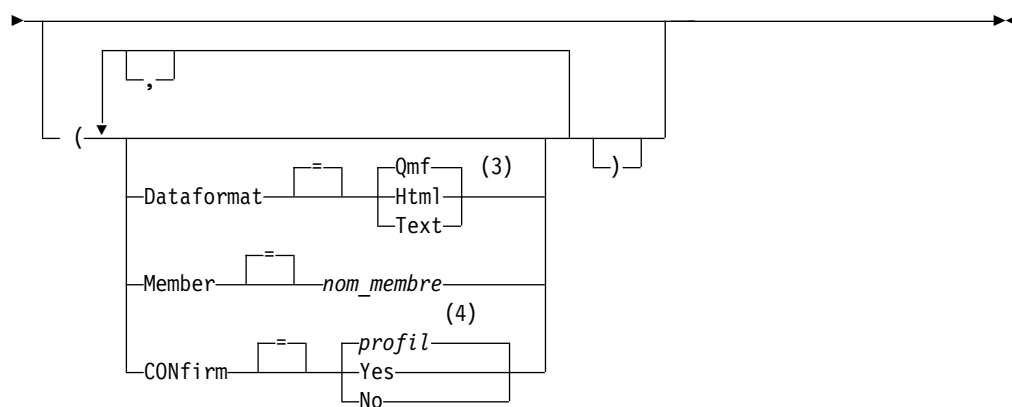 ,
(
)
=
Qmf (3)
Dataformat Html
Text
=
Member nom_membre
(4)
=
profil
CONfirm Yes
No